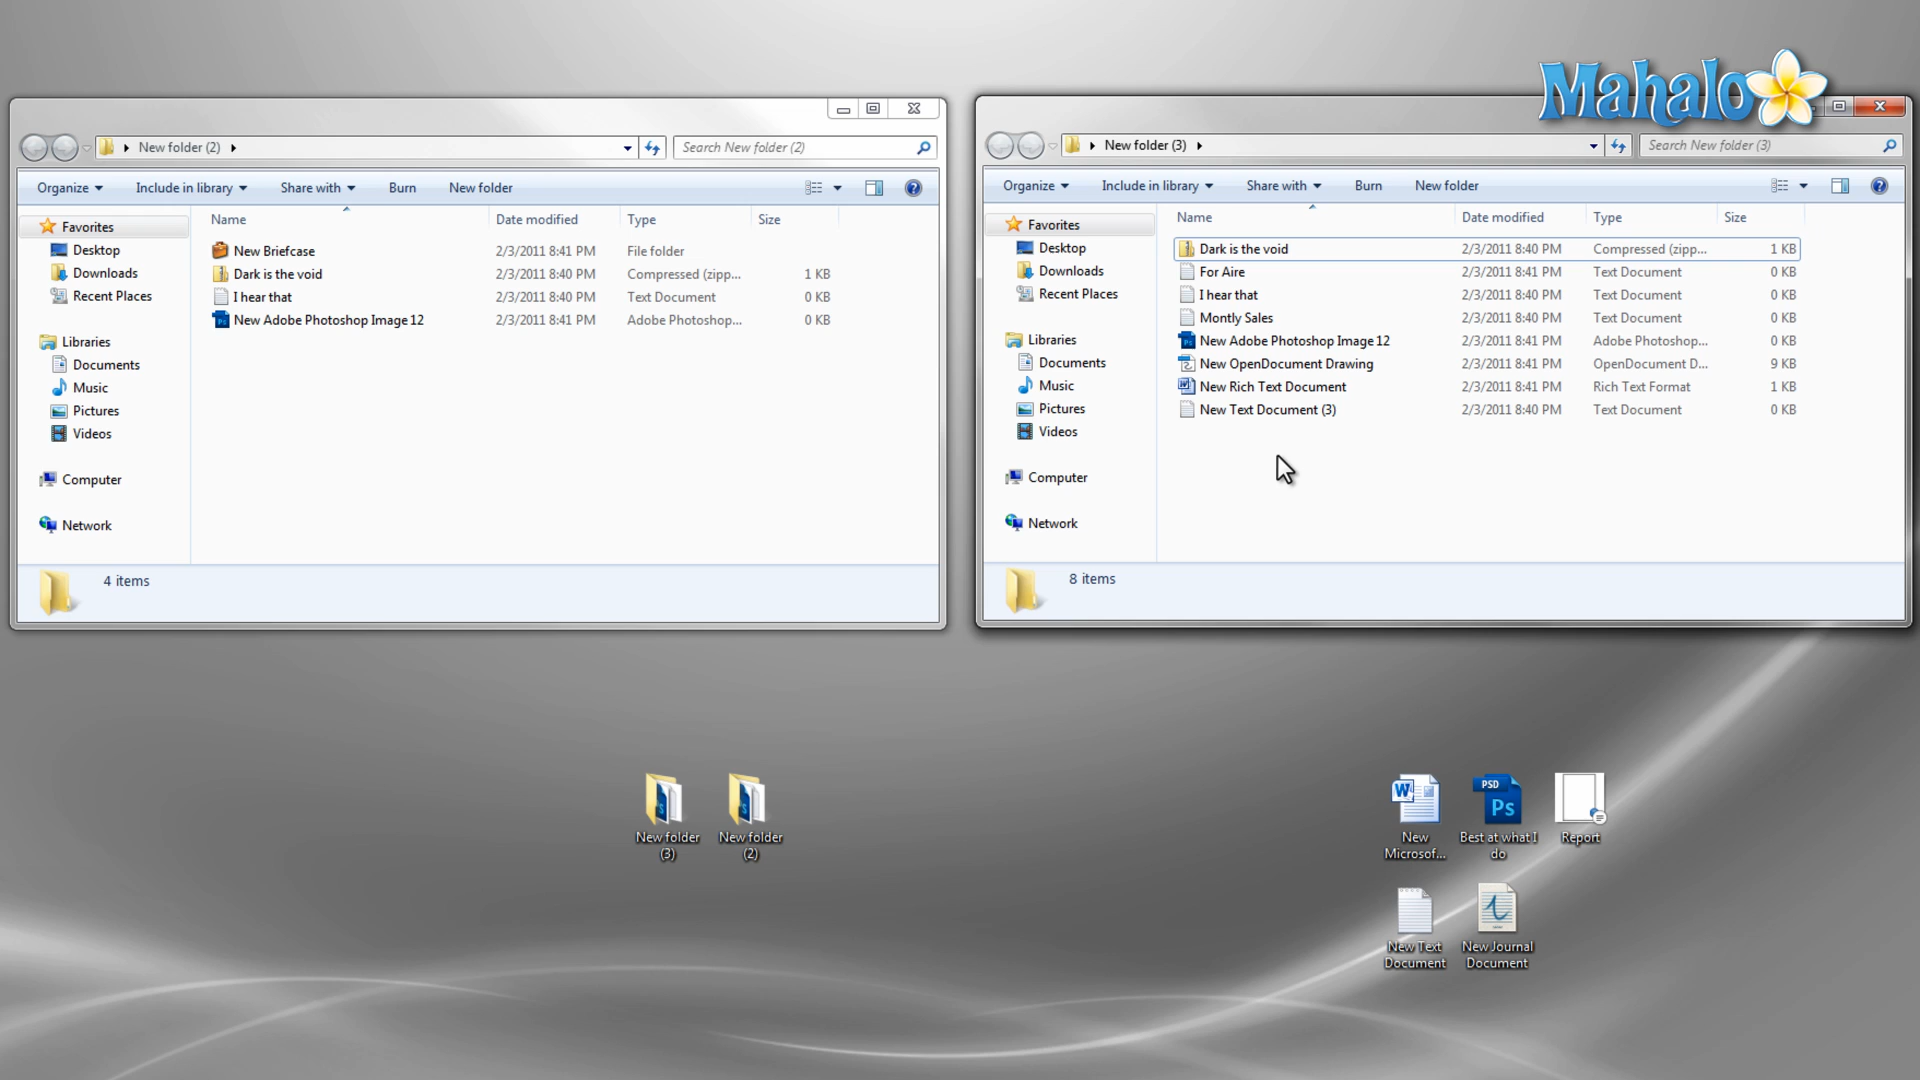 Mahalo
New folder (2)
Search New folder (2)
Organize
Include in library
Share with
Burn
New folder
Favorites
Desktop
Downloads
Recent Places
Libraries
Documents
Music
Pictures
Videos
Computer
Network
Name Date modified Type Size
New Briefcase 2/3/2011 8:41 PM File folder
Dark is the void 2/3/2011 8:40 PM Compressed (zipp... 1 KB
I hear that 2/3/2011 8:40 PM Text Document 0 KB
New Adobe Photoshop Image 12 2/3/2011 8:41 PM Adobe Photoshop... 0 KB
4 items
New folder (3)
Search New folder (3)
Organize
Include in library
Share with
Burn
New folder
Favorites
Desktop
Downloads
Recent Places
Libraries
Documents
Music
Pictures
Videos
Computer
Network
Name Date modified Type Size
Dark is the void 2/3/2011 8:40 PM Compressed (zipp... 1 KB
For Aire 2/3/2011 8:41 PM Text Document 0 KB
I hear that 2/3/2011 8:40 PM Text Document 0 KB
Montly Sales 2/3/2011 8:41 PM Text Document 0 KB
New Adobe Photoshop Image 12 2/3/2011 8:41 PM Adobe Photoshop... 0 KB
New OpenDocument Drawing 2/3/2011 8:41 PM OpenDocument D... 9 KB
New Rich Text Document 2/3/2011 8:41 PM Rich Text Format 1 KB
New Text Document (3) 2/3/2011 8:40 PM Text Document 0 KB
8 items
New folder
(3)
New folder
(2)
W
New
Microsof...
PSD
Ps
Best at what I
do
Report
New Text
Document
New Journal
Document